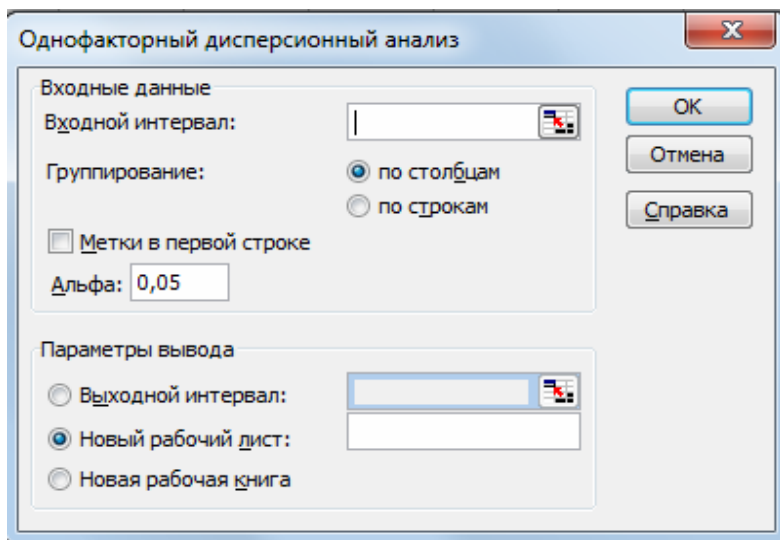 Однофакторный дисперсионный анализ
Входные данные
Входной интервал:
Группирование:
по столбцам
по строкам
Метки в первой строке
Альфа: 0,05
OK
Отмена
Справка
Параметры вывода
Выходной интервал:
Новый рабочий лист:
Новая рабочая книга